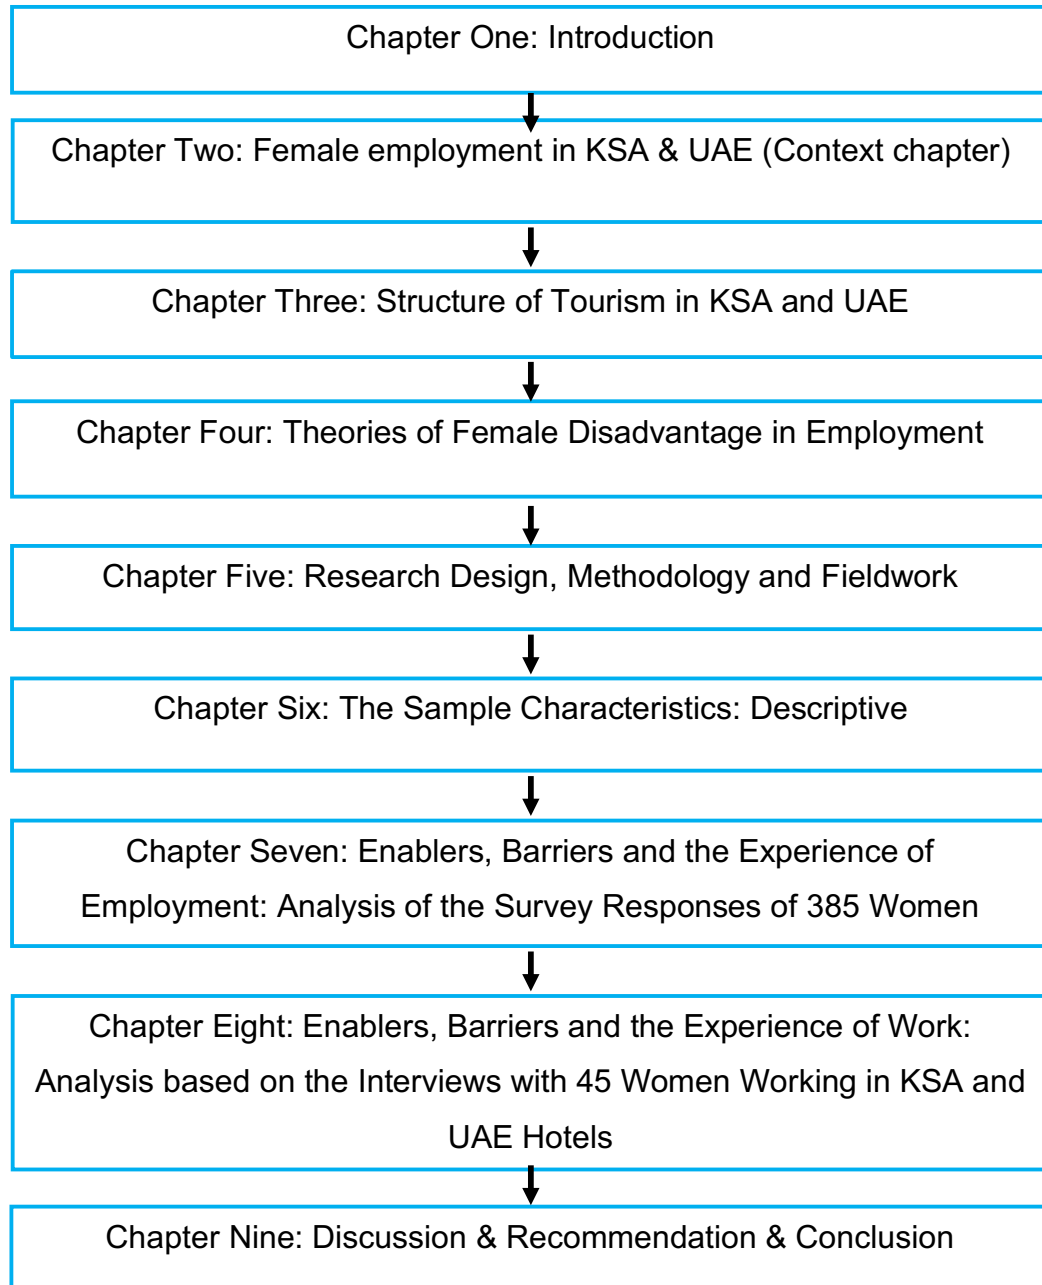 Chapter One: Introduction
Chapter Two: Female employment in KSA & UAE (Context chapter)
Chapter Three: Structure of Tourism in KSA and UAE
Chapter Four: Theories of Female Disadvantage in Employment
Chapter Five: Research Design, Methodology and Fieldwork
Chapter Six: The Sample Characteristics: Descriptive
Chapter Seven: Enablers, Barriers and the Experience of
Employment: Analysis of the Survey Responses of 385 Women
Chapter Eight: Enablers, Barriers and the Experience of Work:
Analysis based on the Interviews with 45 Women Working in KSA and
UAE Hotels
Chapter Nine: Discussion & Recommendation & Conclusion